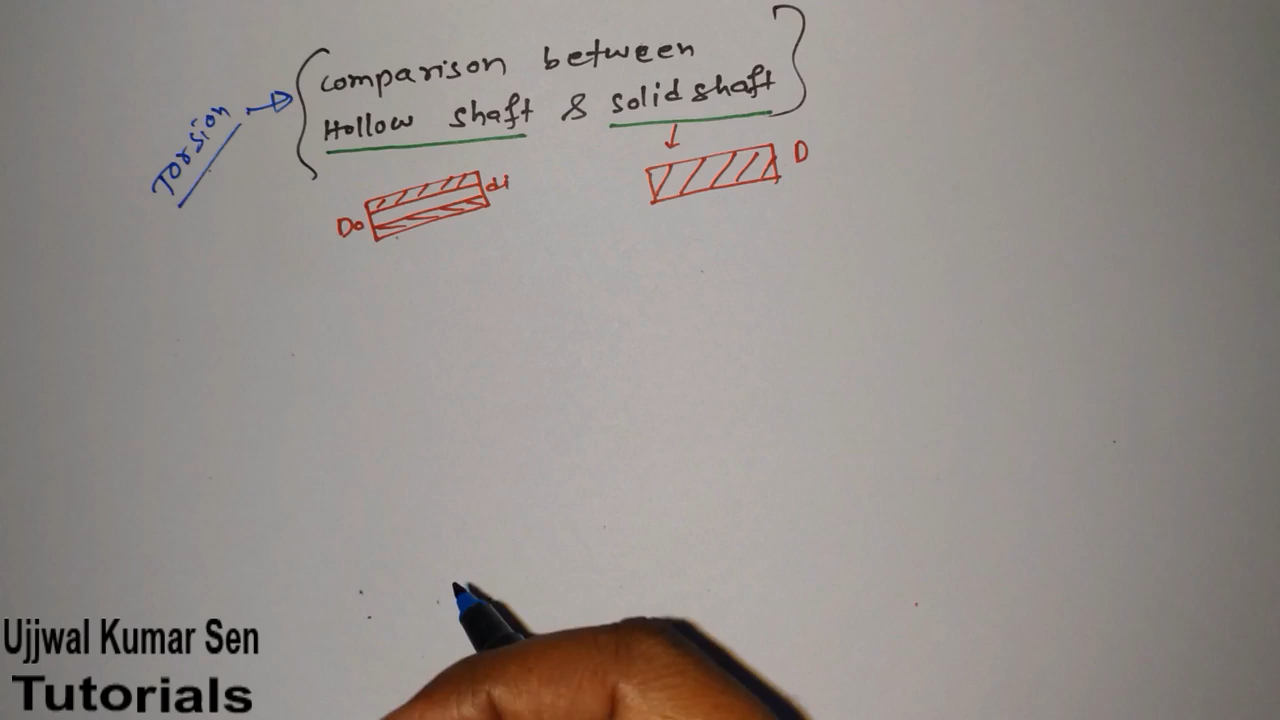 Torsion
comparison between
Hollow shaft & solid shaft
Do
di
D
Ujjwal Kumar Sen
Tutorials